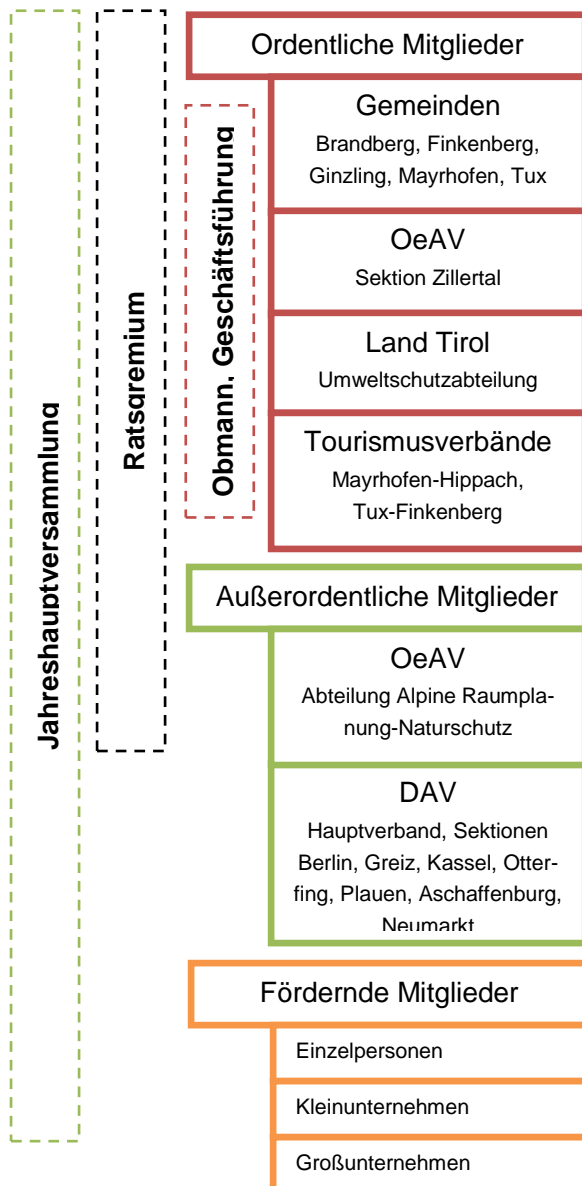 Jahreshauptversammlung
Ratsgremium
Obmann, Geschäftsführung
Ordentliche Mitglieder
Gemeinden
Brandberg, Finkenberg,
Ginzling, Mayrhofen, Tux
OeAV
Sektion Zillertal
Land Tirol
Umweltschutzabteilung
Tourismusverbände
Mayrhofen-Hippach,
Tux-Finkenberg
Außerordentliche Mitglieder
OeAV
Abteilung Alpine Raumpla-
nung-Naturschutz
DAV
Hauptverband, Sektionen
Berlin, Greiz, Kassel, Otter-
fing, Plauen, Aschaffenburg,
Neumarkt
Fördernde Mitglieder
Einzelpersonen
Kleinunternehmen
Großunternehmen